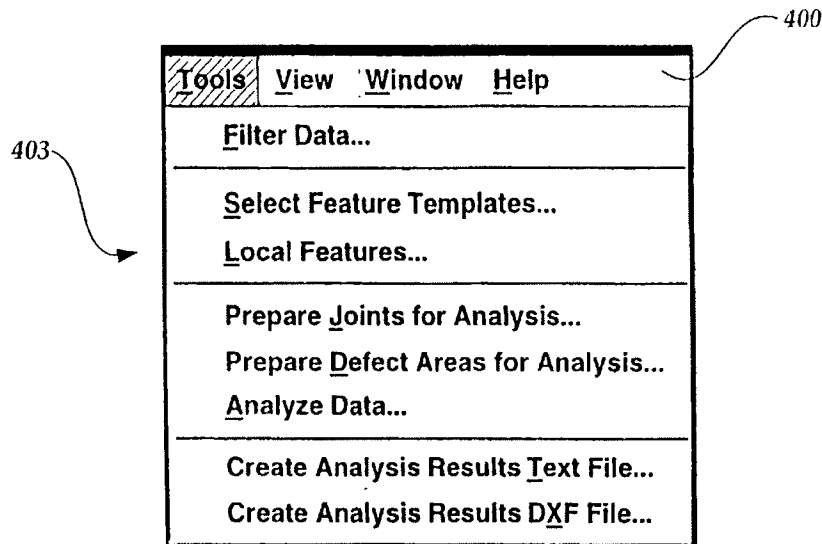 400
Tools View Window Help
403
Filter Data...
Select Feature Templates...
Local Features...
Prepare Joints for Analysis...
Prepare Defect Areas for Analysis...
Analyze Data...
Create Analysis Results Text File...
Create Analysis Results DXF File...